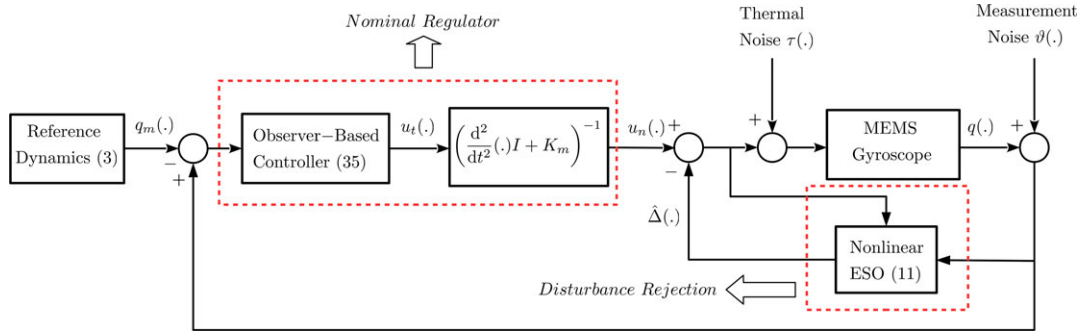 Nominal Regulator
Thermal
Noise τ(.)
Measurement
Noise ϑ(.)
Reference
Dynamics (3)
q_m(.)
−
+
Observer−Based
Controller (35)
u_t(.)
(d²/dt² (.)I + K_m)⁻¹
u_n(.)
+
−
+
MEMS
Gyroscope
q(.)
+
Δ̂(.)
Nonlinear
ESO (11)
Disturbance Rejection